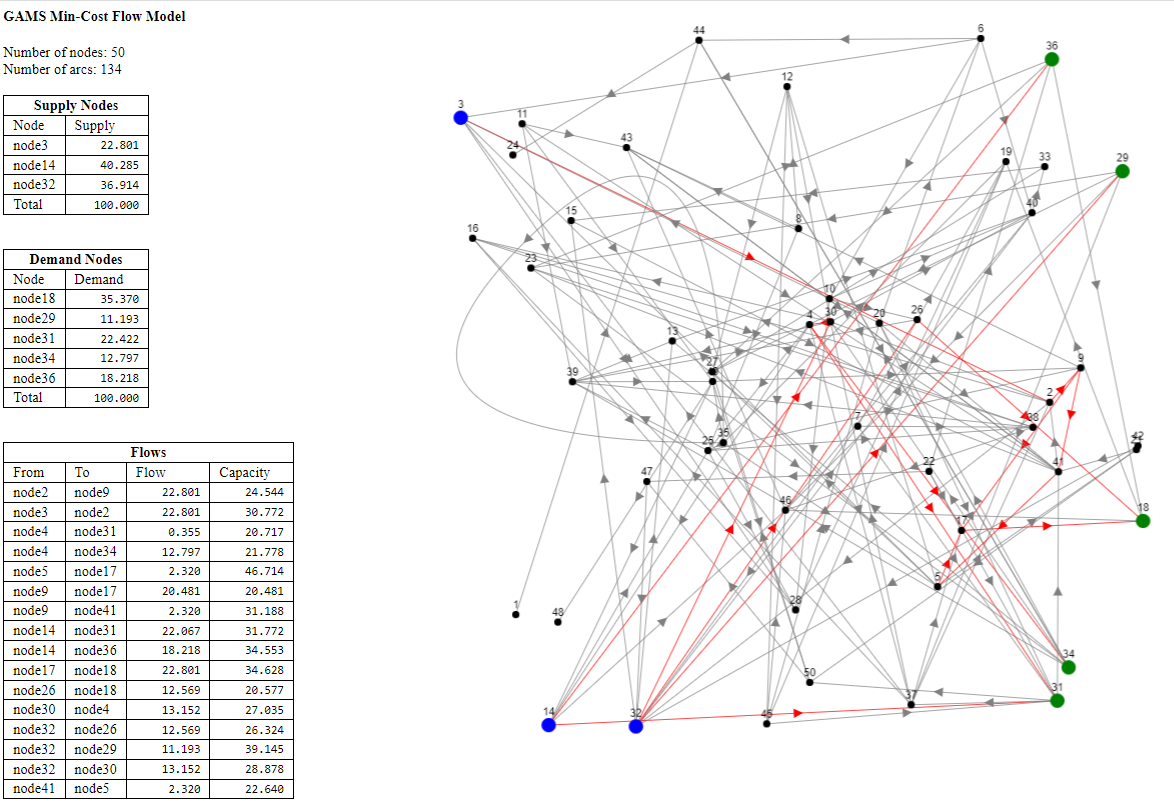 GAMS Min-Cost Flow Model
Number of nodes: 50
Number of arcs: 134
Supply Nodes
Node Supply
node3 22.801
node14 40.285
node32 36.914
Total 100.000
Demand Nodes
Node Demand
node18 35.370
node29 11.193
node31 22.422
node34 12.797
node36 18.218
Total 100.000
Flows
From To Flow Capacity
node2 node9 22.801 24.544
node3 node2 22.801 30.772
node4 node31 0.355 20.717
node4 node34 12.797 21.778
node5 node17 2.320 46.714
node9 node17 20.481 20.481
node9 node41 2.320 31.188
node14 node31 22.067 31.772
node14 node36 18.218 34.553
node17 node18 22.801 34.628
node26 node18 12.569 20.577
node30 node4 13.152 27.035
node32 node26 12.569 26.324
node32 node29 11.193 39.145
node32 node30 13.152 28.878
node41 node5 2.320 22.640
44
6
36
12
3
11
43
24
19
33
29
15
40
8
16
23
10
4
30
20
26
13
27
39
9
2
7
38
35
25
42
47
22
41
46
17
18
5
1
48
28
34
50
31
37
14
32
45